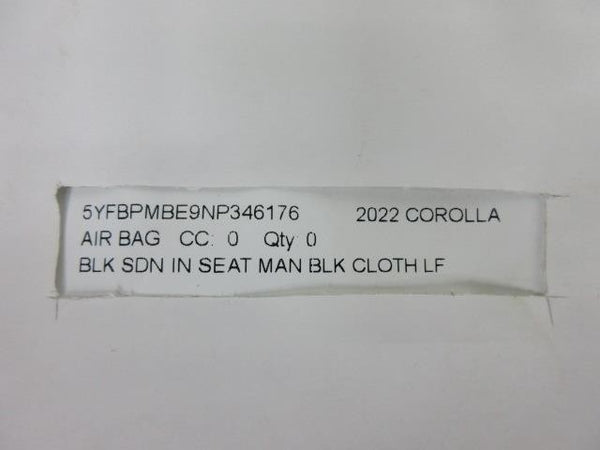 5YFBPMBE9NP346176 2022 COROLLA
AIR BAG CC: 0 Qty: 0
BLK SDN IN SEAT MAN BLK CLOTH LF